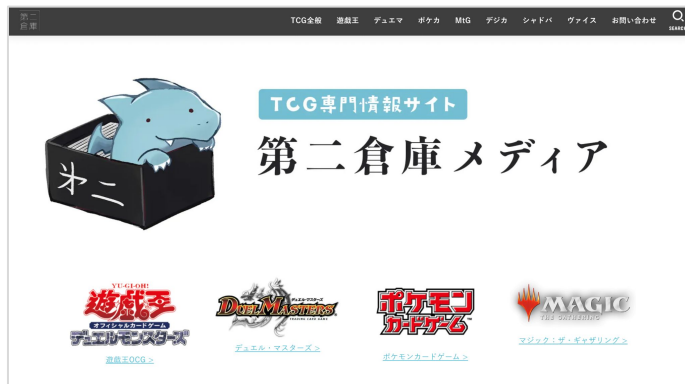 第二
倉庫
TCG全般 遊戯王 デュエマ ポケカ MtG デジカ シャドバ ヴァイス お問い合わせ
SEARCH
TCG専門情報サイト
第二倉庫メディア
㐧二
YU-GI-OH!
遊戯王
オフィシャルカードゲーム
デュエルモンスターズ
遊戯王OCG >
デュエル・マスターズ
DUEL MASTERS
TRADING CARD GAME
デュエル・マスターズ >
ポケモン
カードゲーム
ポケモンカードゲーム >
MAGIC
THE GATHERING
マジック：ザ・ギャザリング >